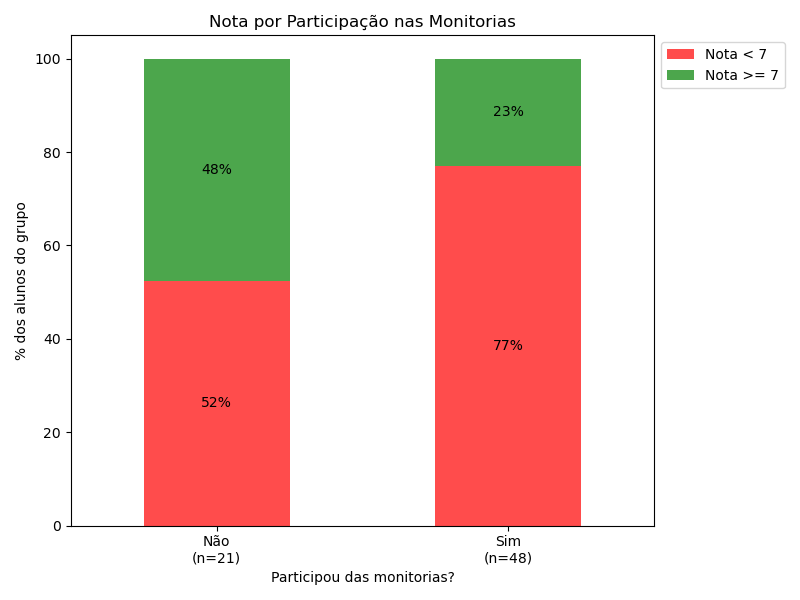 Nota por Participação nas Monitorias
Nota < 7
Nota >= 7
% dos alunos do grupo
100
80
60
40
20
0
48%
52%
23%
77%
Não
(n=21)
Sim
(n=48)
Participou das monitorias?